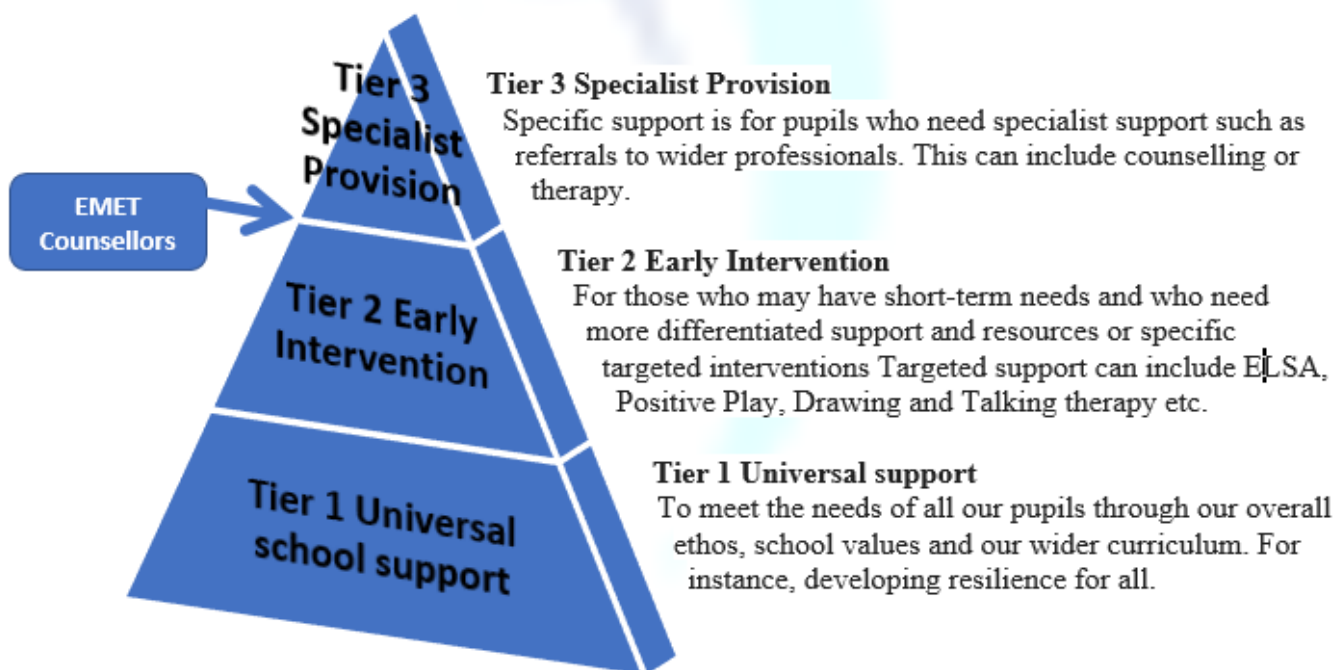 Tier 3
Specialist
Provision
EMET
Counsellors
Tier 2 Early
Intervention
Tier 1 Universal
school support
Tier 3 Specialist Provision
Specific support is for pupils who need specialist support such as
referrals to wider professionals. This can include counselling or
therapy.
Tier 2 Early Intervention
For those who may have short-term needs and who need
more differentiated support and resources or specific
targeted interventions Targeted support can include ELSA,
Positive Play, Drawing and Talking therapy etc.
Tier 1 Universal support
To meet the needs of all our pupils through our overall
ethos, school values and our wider curriculum. For
instance, developing resilience for all.